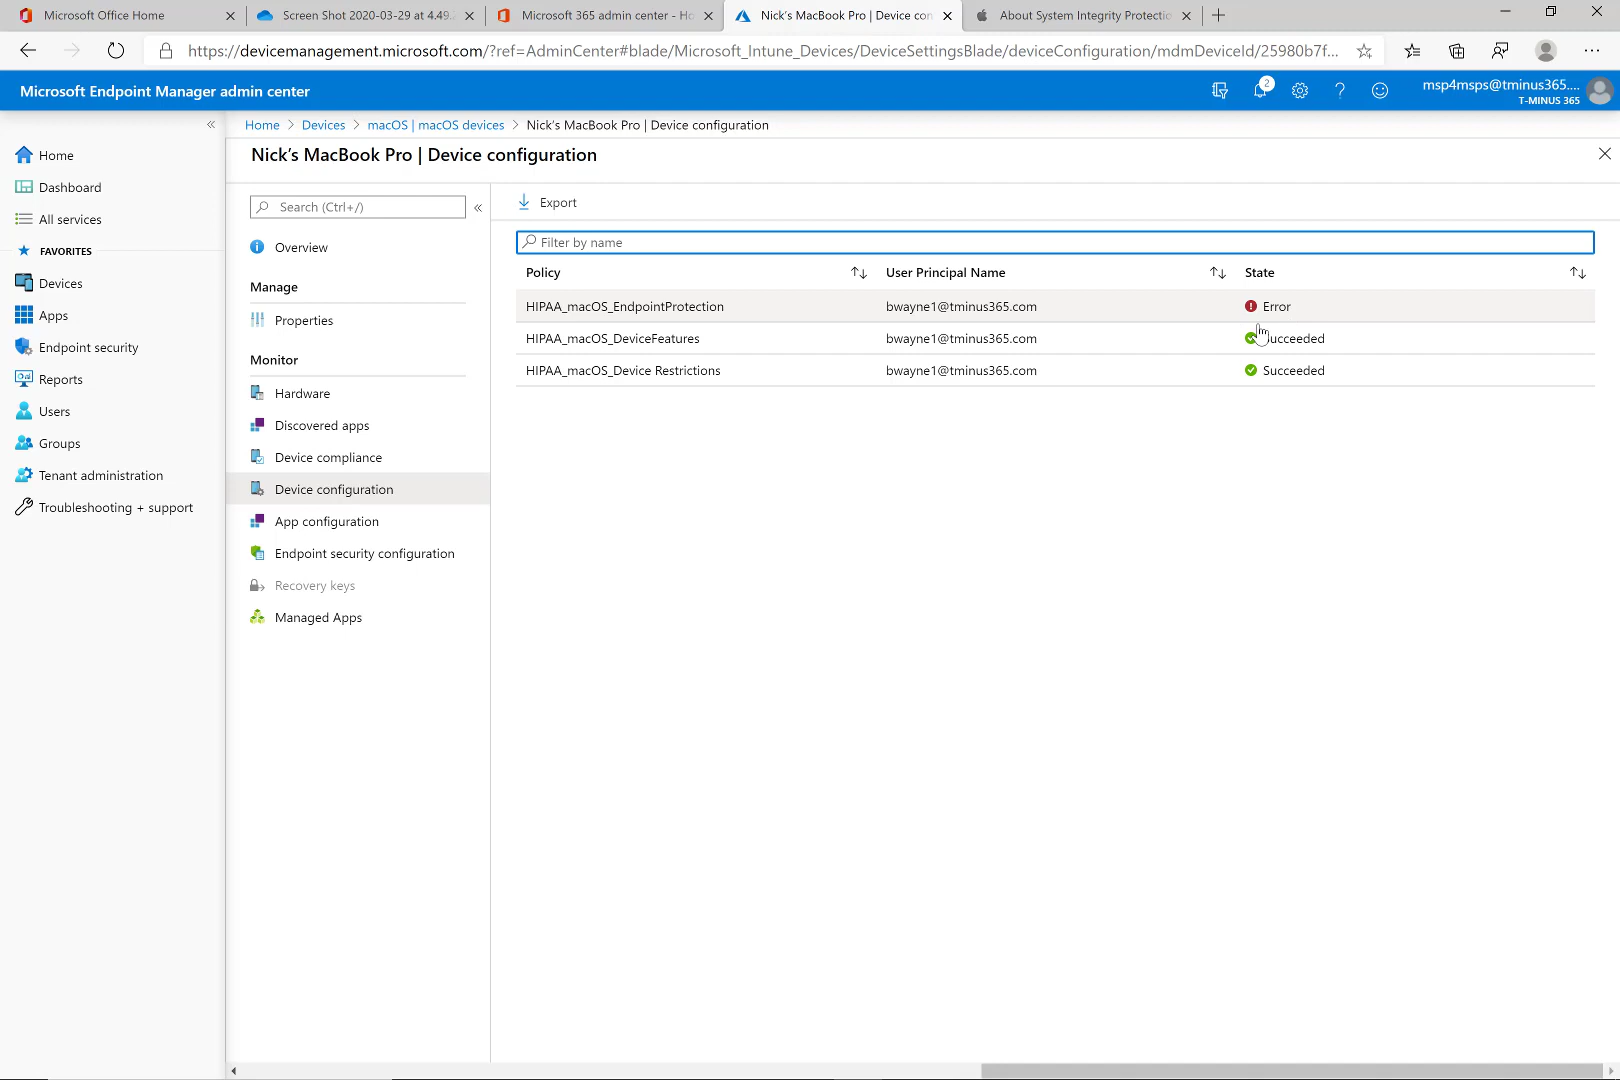 Microsoft Office Home
Screen Shot 2020-03-29 at 4.49.
Microsoft 365 admin center - Ho
Nick's MacBook Pro | Device con
About System Integrity Protectio
https://devicemanagement.microsoft.com/?ref=AdminCenter#blade/Microsoft_Intune_Devices/DeviceSettingsBlade/deviceConfiguration/mdmDeviceId/25980b7f...
Microsoft Endpoint Manager admin center
2
msp4msps@tminus365....
T-MINUS 365
Home > Devices > macOS | macOS devices > Nick's MacBook Pro | Device configuration
Nick's MacBook Pro | Device configuration
Home
Dashboard
All services
FAVORITES
Devices
Apps
Endpoint security
Reports
Users
Groups
Tenant administration
Troubleshooting + support
Search (Ctrl+/)
Overview
Manage
Properties
Monitor
Hardware
Discovered apps
Device compliance
Device configuration
App configuration
Endpoint security configuration
Recovery keys
Managed Apps
Export
Filter by name
Policy User Principal Name State
HIPAA_macOS_EndpointProtection bwayne1@tminus365.com Error
HIPAA_macOS_DeviceFeatures bwayne1@tminus365.com Succeeded
HIPAA_macOS_Device Restrictions bwayne1@tminus365.com Succeeded